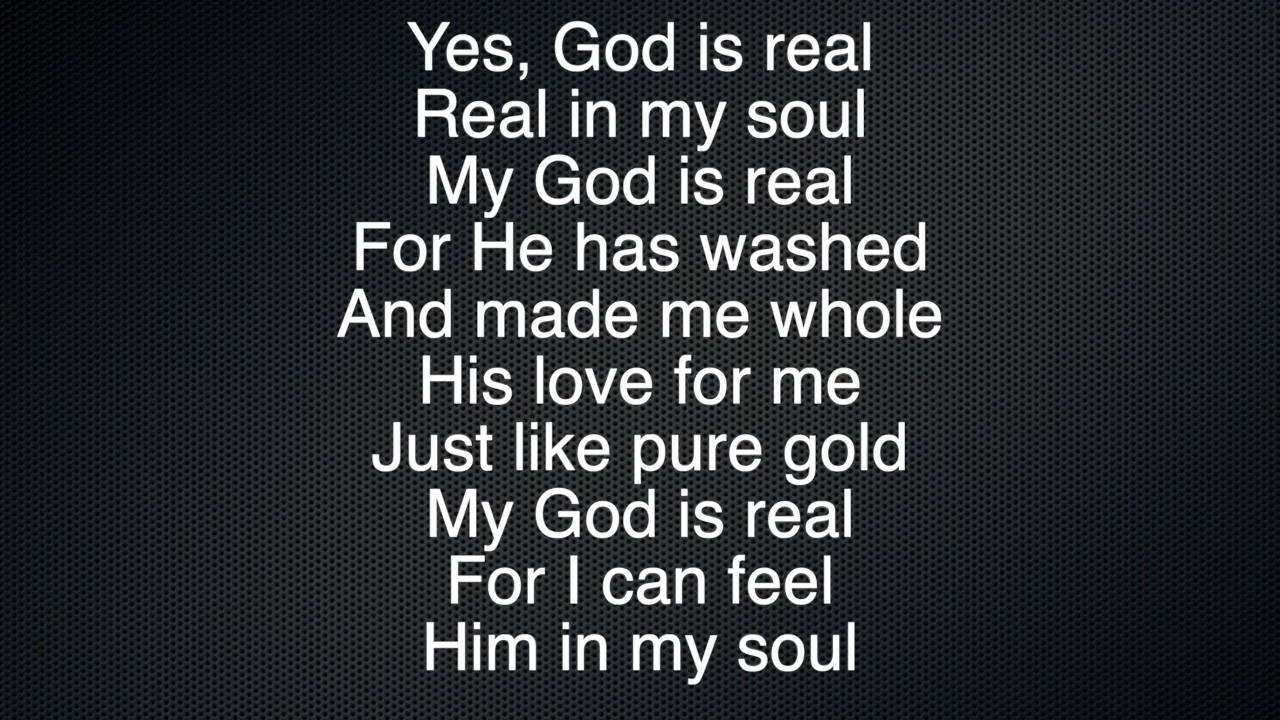 Yes, God is real
Real in my soul
My God is real
For He has washed
And made me whole
His love for me
Just like pure gold
My God is real
For I can feel
Him in my soul